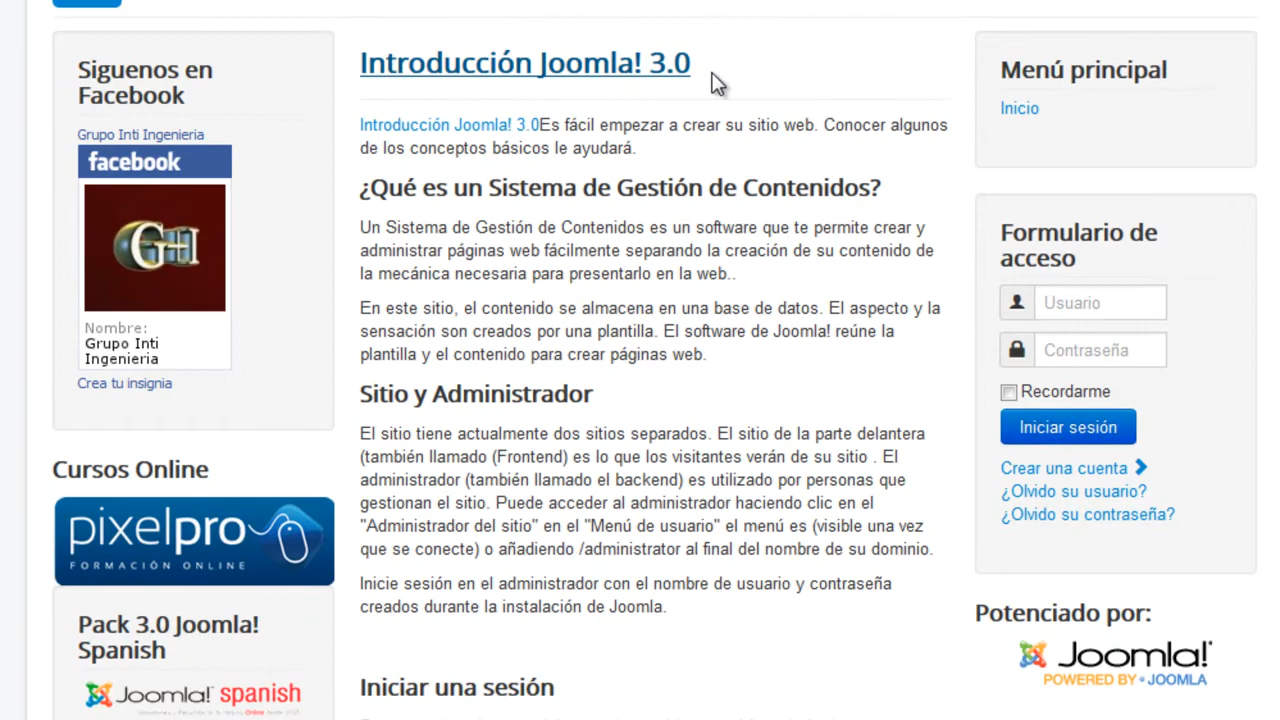 Siguenos en
Facebook
Grupo Inti Ingenieria
facebook
G+I
Nombre:
Grupo Inti
Ingenieria
Crea tu insignia
Cursos Online
pixelpro
FORMACIÓN ONLINE
Pack 3.0 Joomla!
Spanish
Joomla! spanish
Introducción Joomla! 3.0
Introducción Joomla! 3.0Es fácil empezar a crear su sitio web. Conocer algunos
de los conceptos básicos le ayudará.
¿Qué es un Sistema de Gestión de Contenidos?
Un Sistema de Gestión de Contenidos es un software que te permite crear y
administrar páginas web fácilmente separando la creación de su contenido de
la mecánica necesaria para presentarlo en la web..
En este sitio, el contenido se almacena en una base de datos. El aspecto y la
sensación son creados por una plantilla. El software de Joomla! reúne la
plantilla y el contenido para crear páginas web.
Sitio y Administrador
El sitio tiene actualmente dos sitios separados. El sitio de la parte delantera
(también llamado (Frontend) es lo que los visitantes verán de su sitio . El
administrador (también llamado el backend) es utilizado por personas que
gestionan el sitio. Puede acceder al administrador haciendo clic en el
"Administrador del sitio" en el "Menú de usuario" el menú es (visible una vez
que se conecte) o añadiendo /administrator al final del nombre de su dominio.
Inicie sesión en el administrador con el nombre de usuario y contraseña
creados durante la instalación de Joomla.
Iniciar una sesión
Menú principal
Inicio
Formulario de
acceso
Usuario
Contraseña
Recordarme
Iniciar sesión
Crear una cuenta
¿Olvido su usuario?
¿Olvido su contraseña?
Potenciado por:
Joomla!
POWERED BY JOOMLA